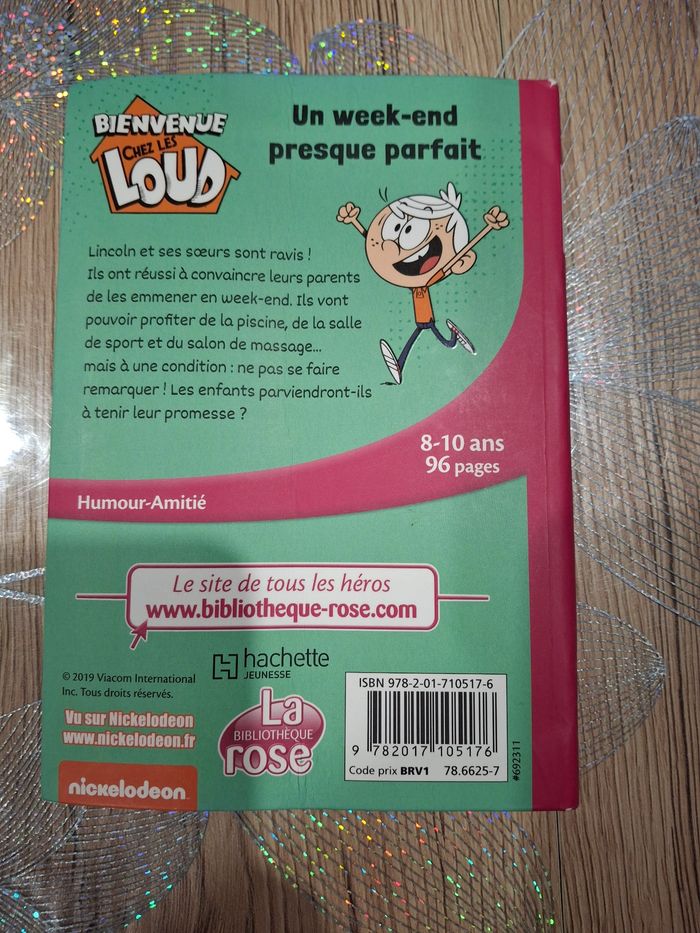 BIENVENUE
CHEZ LES
LOUD
Un week-end
presque parfait
Lincoln et ses sœurs sont ravis !
Ils ont réussi à convaincre leurs parents
de les emmener en week-end. Ils vont
pouvoir profiter de la piscine, de la salle
de sport et du salon de massage...
mais à une condition : ne pas se faire
remarquer ! Les enfants parviendront-ils
à tenir leur promesse ?
8-10 ans
96 pages
Humour-Amitié
Le site de tous les héros
www.bibliotheque-rose.com
hachette
JEUNESSE
© 2019 Viacom International
Inc. Tous droits réservés.
Vu sur Nickelodeon
www.nickelodeon.fr
nickelodeon
La
BIBLIOTHÈQUE
rose
ISBN 978-2-01-710517-6
9 782017 105176
Code prix BRV1 78.6625-7
#692311